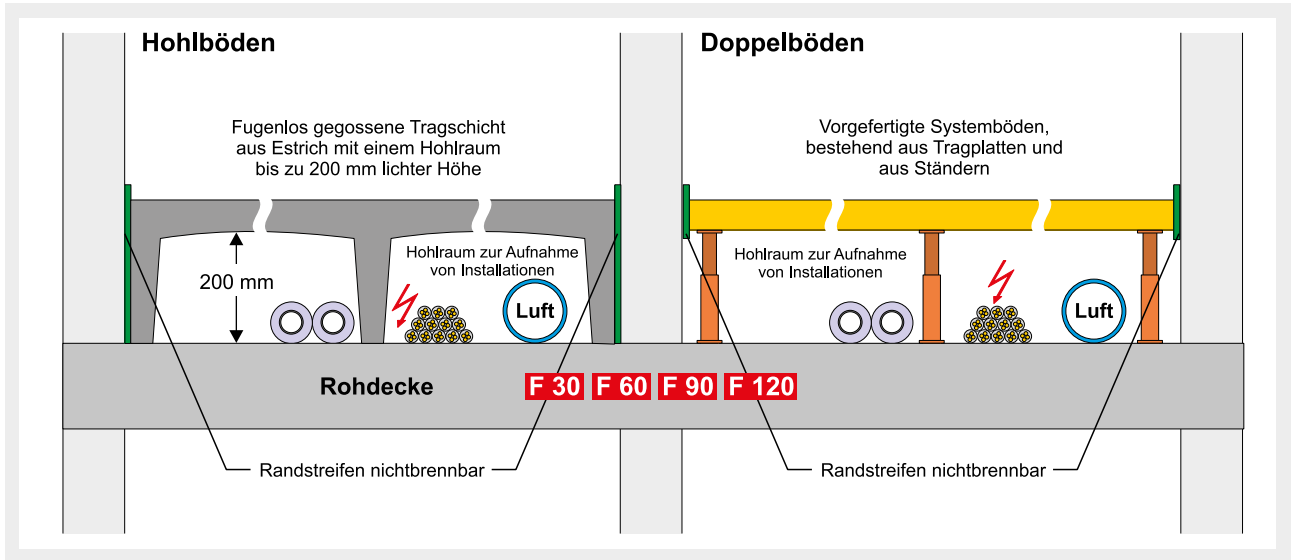 Hohlböden
Fugenlos gegossene Tragschicht
aus Estrich mit einem Hohlraum
bis zu 200 mm lichter Höhe
Hohlraum zur Aufnahme
von Installationen
200 mm
Luft
Doppelböden
Vorgefertigte Systemböden,
bestehend aus Tragplatten und
aus Ständern
Hohlraum zur Aufnahme
von Installationen
Luft
Rohdecke
F 30 F 60 F 90 F 120
Randstreifen nichtbrennbar
Randstreifen nichtbrennbar